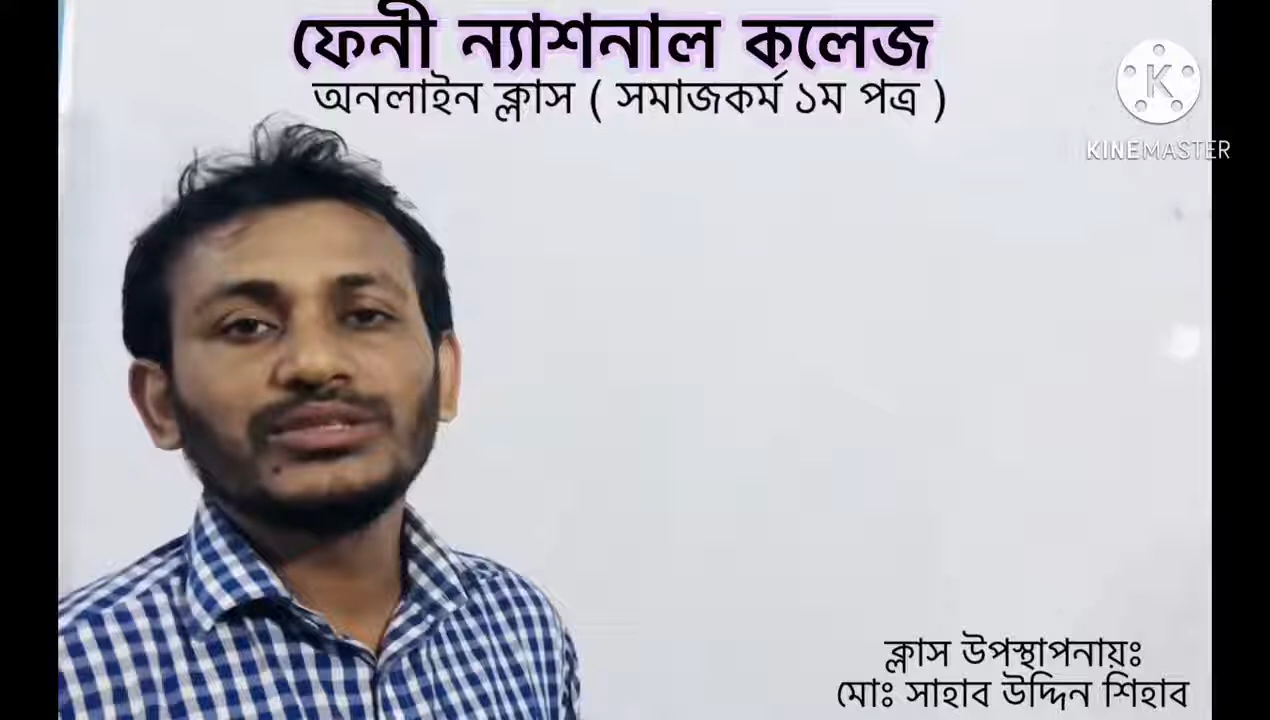 ফেনী ন্যাশনাল কলেজ
অনলাইন ক্লাস ( সমাজকর্ম ১ম পত্র )
K
KINEMASTER
ক্লাস উপস্থাপনায়ঃ
মোঃ সাহাব উদ্দিন শিহাব